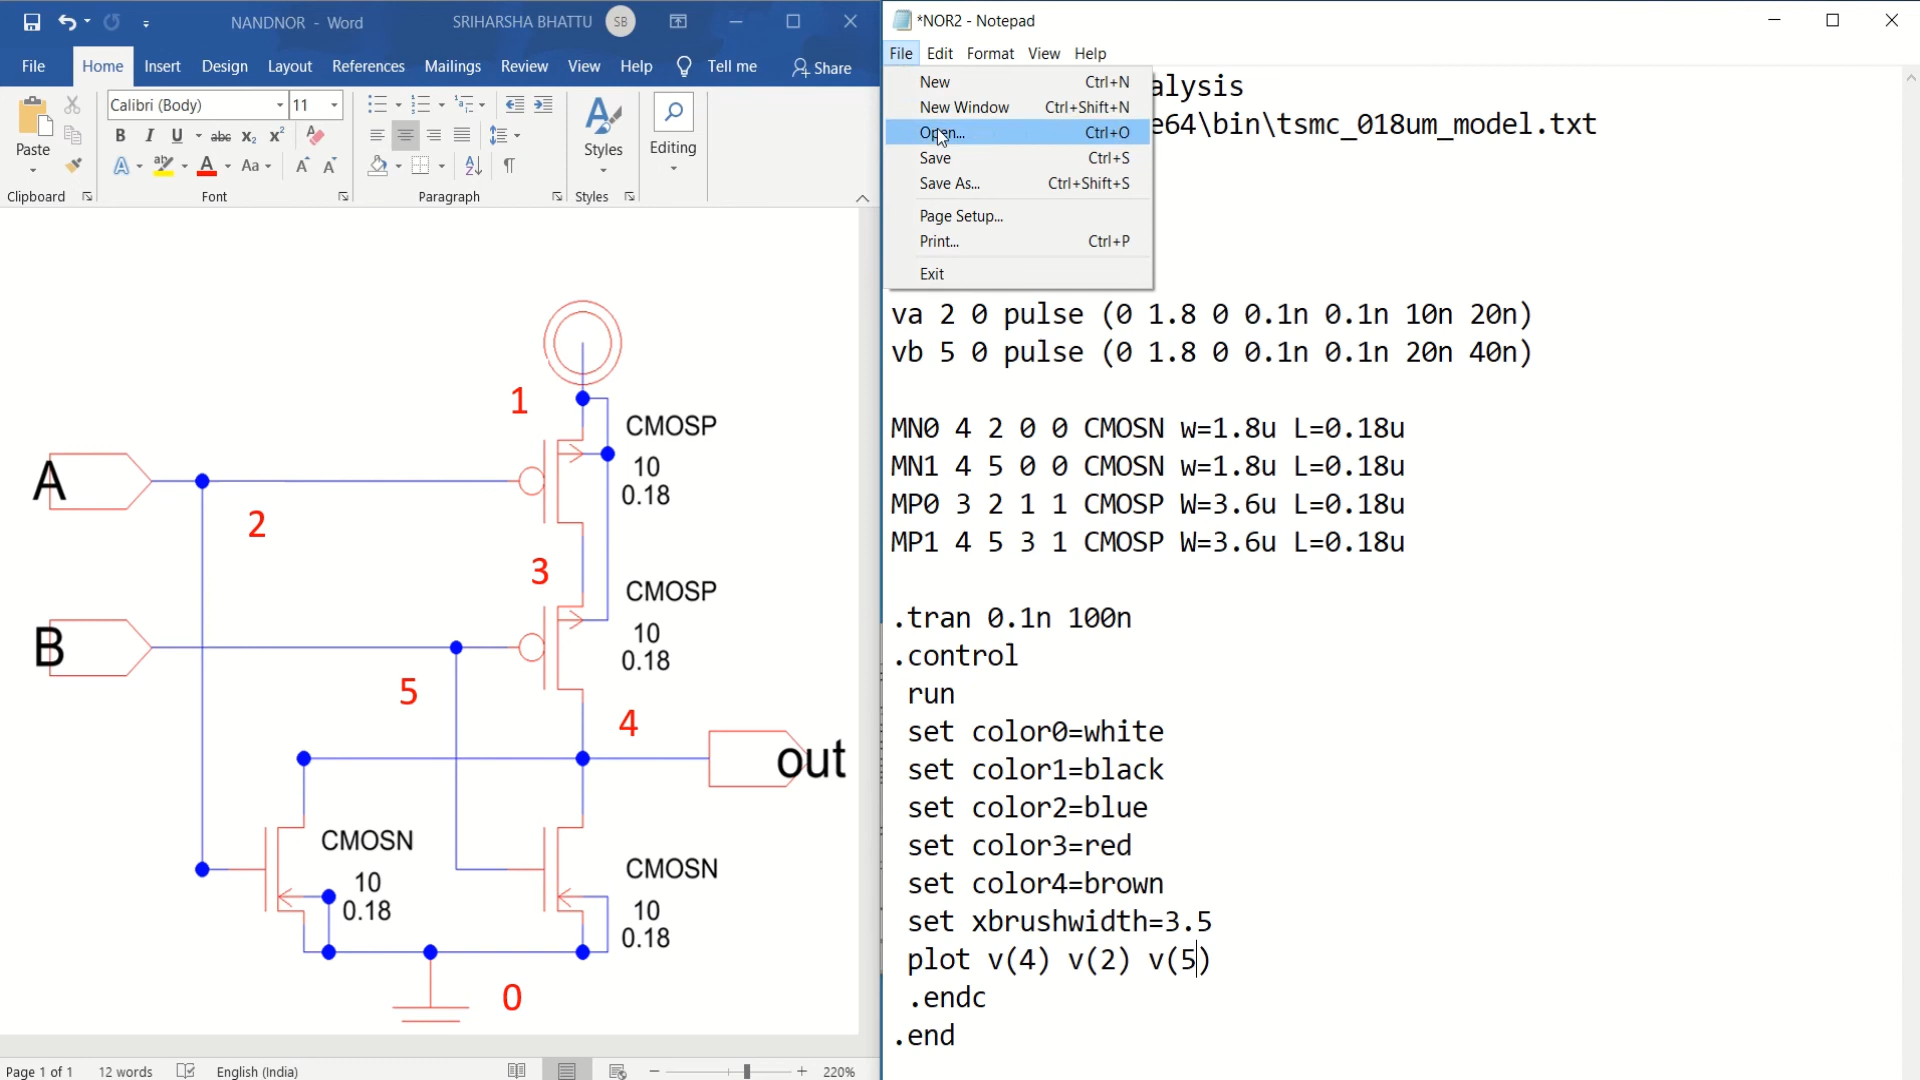 NANDNOR - Word
SRIHARSHA BHATTU
SB
File Home Insert Design Layout References Mailings Review View Help Tell me Share
Calibri (Body) 11
Paste
B I U abc X2 X2
A ab A Aa A A
Styles
Editing
Clipboard Font Paragraph Styles
1
CMOSP
10
0.18
A
2
3
CMOSP
10
0.18
B
5
4
out
CMOSN
10
0.18
CMOSN
10
0.18
0
Page 1 of 1 12 words English (India) 220%
*NOR2 - Notepad
File Edit Format View Help
New Ctrl+N
New Window Ctrl+Shift+N
Open... Ctrl+O
Save Ctrl+S
Save As... Ctrl+Shift+S
Page Setup...
Print... Ctrl+P
Exit
alysis
e64\bin\tsmc_018um_model.txt
va 2 0 pulse (0 1.8 0 0.1n 0.1n 10n 20n)
vb 5 0 pulse (0 1.8 0 0.1n 0.1n 20n 40n)
MN0 4 2 0 0 CMOSN w=1.8u L=0.18u
MN1 4 5 0 0 CMOSN w=1.8u L=0.18u
MP0 3 2 1 1 CMOSP W=3.6u L=0.18u
MP1 4 5 3 1 CMOSP W=3.6u L=0.18u
.tran 0.1n 100n
.control
run
set color0=white
set color1=black
set color2=blue
set color3=red
set color4=brown
set xbrushwidth=3.5
plot v(4) v(2) v(5)
.endc
.end